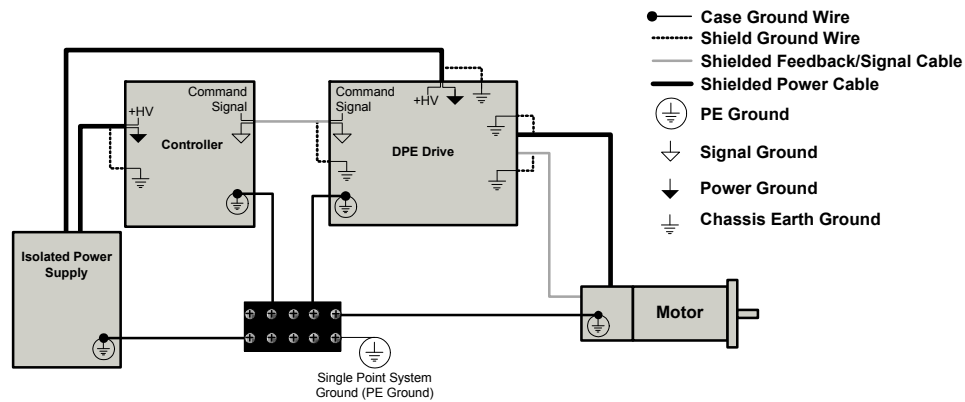 Case Ground Wire
Shield Ground Wire
Shielded Feedback/Signal Cable
Shielded Power Cable
PE Ground
Signal Ground
Power Ground
Chassis Earth Ground
+HV
Command
Signal
Controller
Command
Signal
+HV
DPE Drive
Isolated Power
Supply
Motor
Single Point System
Ground (PE Ground)